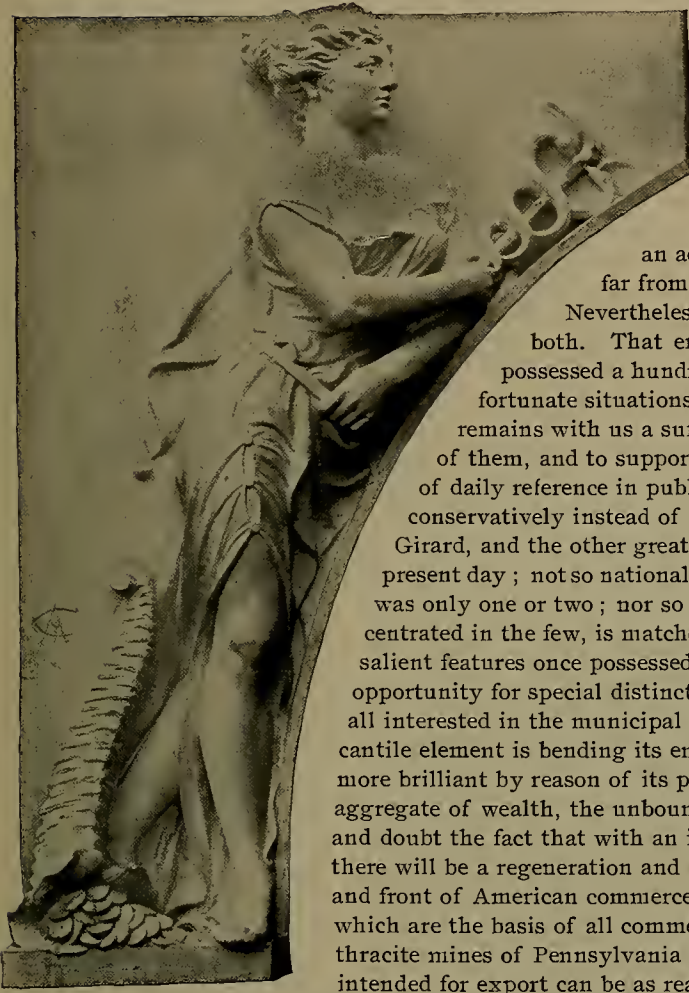 an a
far from
Nevertheles
both. That e
possessed a hund
fortunate situations
remains with us a su
of them, and to support
of daily reference in publ
conservatively instead of
Girard, and the other great
present day ; not so national
was only one or two ; nor so
centrated in the few, is match
salient features once possessed
opportunity for special distinct
all interested in the municipal
cantile element is bending its en
more brilliant by reason of its p
aggregate of wealth, the unboun
and doubt the fact that with an i
there will be a regeneration and
and front of American commerce
which are the basis of all comme
thracite mines of Pennsylvania
intended for export can be as rea